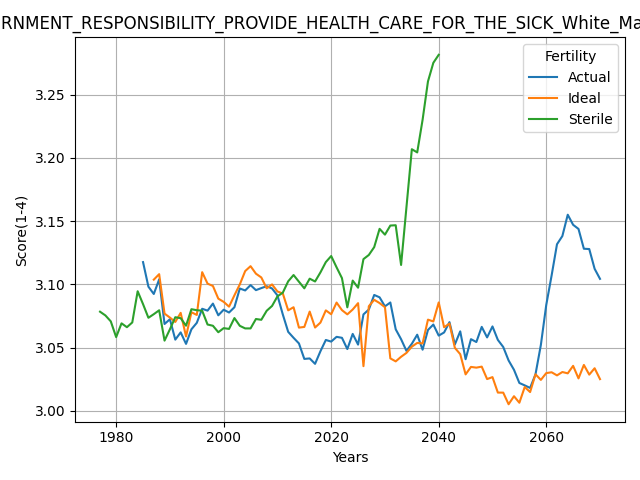 RNMENT_RESPONSIBILITY_PROVIDE_HEALTH_CARE_FOR_THE_SICK_White_Ma
Fertility
Actual
Ideal
Sterile
3.25
3.20
3.15
3.10
3.05
3.00
Score(1-4)
1980 2000 2020 2040 2060
Years